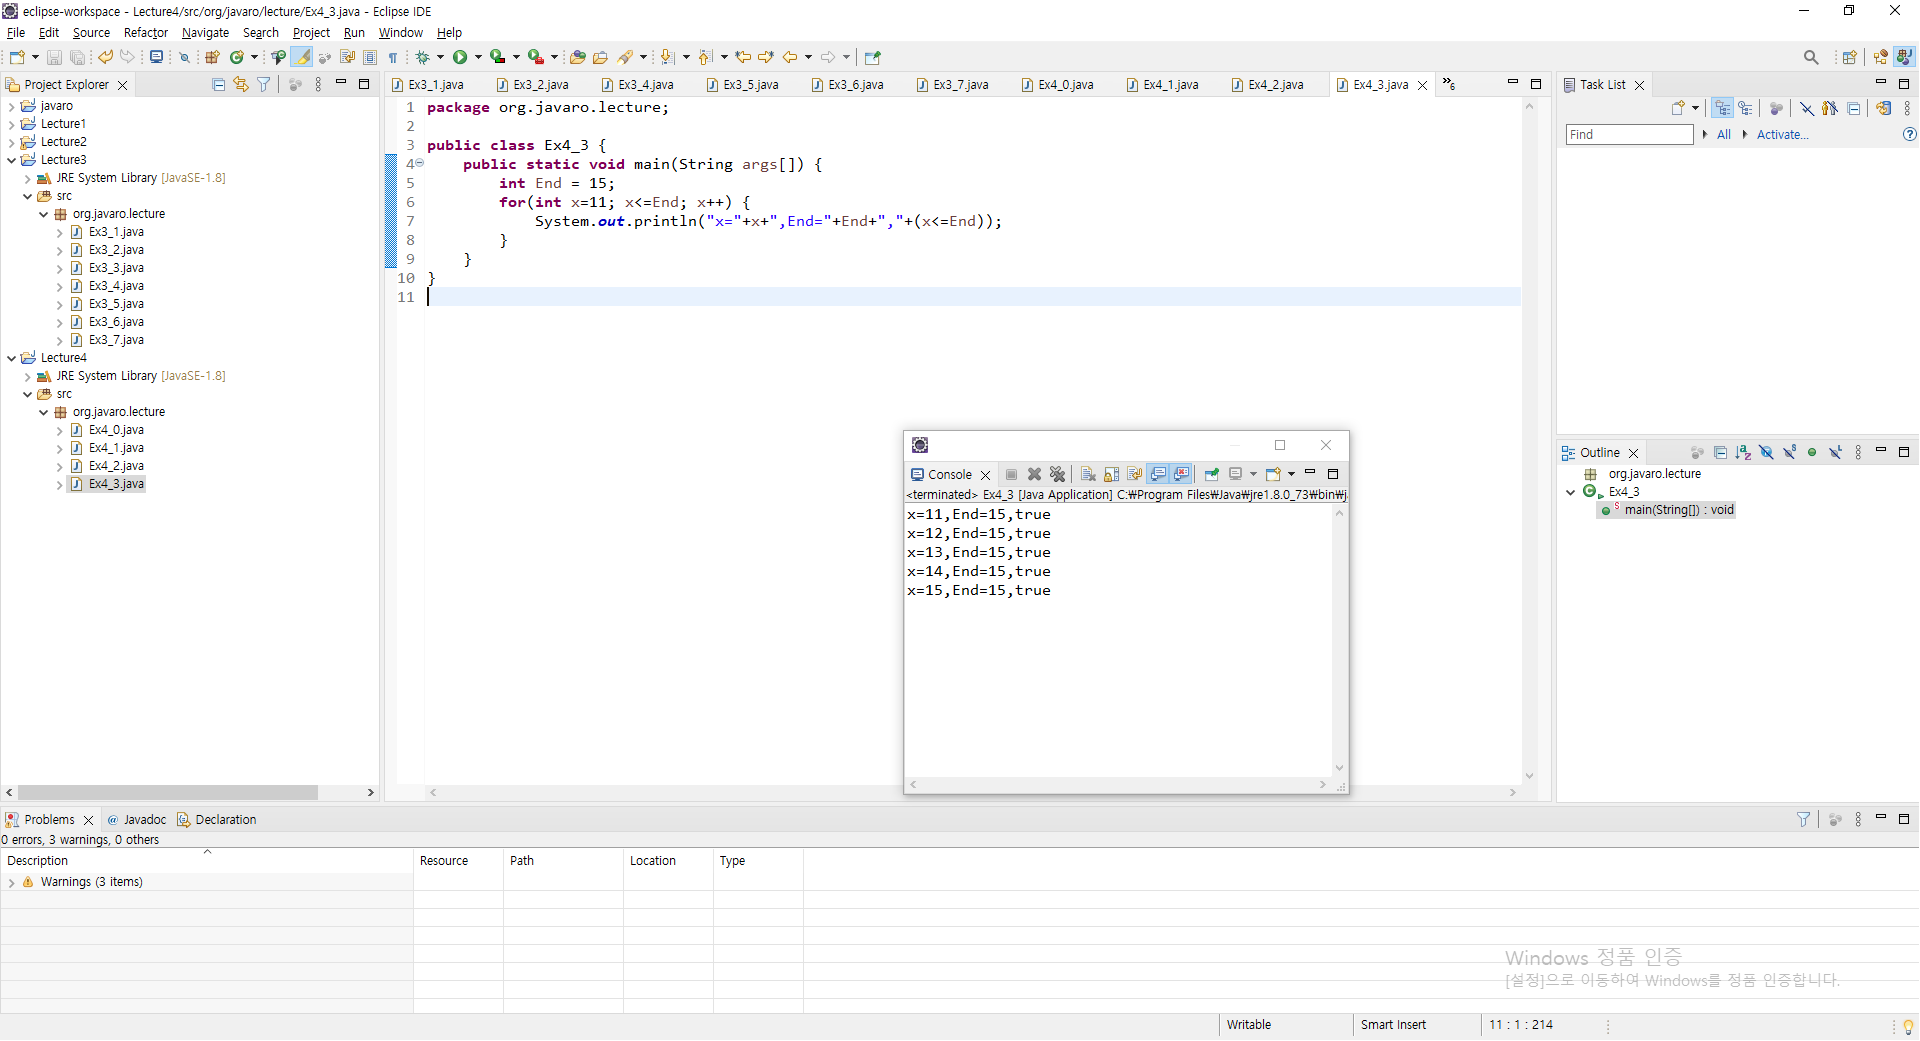 eclipse-workspace - Lecture4/src/org/javaro/lecture/Ex4_3.java - Eclipse IDE
File Edit Source Refactor Navigate Search Project Run Window Help
Project Explorer
javaro
Lecture1
Lecture2
Lecture3
JRE System Library [JavaSE-1.8]
src
org.javaro.lecture
Ex3_1.java
Ex3_2.java
Ex3_3.java
Ex3_4.java
Ex3_5.java
Ex3_6.java
Ex3_7.java
Lecture4
JRE System Library [JavaSE-1.8]
src
org.javaro.lecture
Ex4_0.java
Ex4_1.java
Ex4_2.java
Ex4_3.java
Ex3_1.java Ex3_2.java Ex3_4.java Ex3_5.java Ex3_6.java Ex3_7.java Ex4_0.java Ex4_1.java Ex4_2.java Ex4_3.java »6
1 package org.javaro.lecture;
2
3 public class Ex4_3 {
4 public static void main(String args[]) {
5 int End = 15;
6 for(int x=11; x<=End; x++) {
7 System.out.println("x="+x+",End="+End+","+(x<=End));
8 }
9 }
10 }
11
Console
<terminated> Ex4_3 [Java Application] C:₩Program Files₩Java₩jre1.8.0_73₩bin₩j
x=11,End=15,true
x=12,End=15,true
x=13,End=15,true
x=14,End=15,true
x=15,End=15,true
Task List
Find All Activate...
Outline
org.javaro.lecture
Ex4_3
main(String[]) : void
Problems Javadoc Declaration
0 errors, 3 warnings, 0 others
Description Resource Path Location Type
Warnings (3 items)
Windows 정품 인증
[설정]으로 이동하여 Windows를 정품 인증합니다.
Writable Smart Insert 11 : 1 : 214